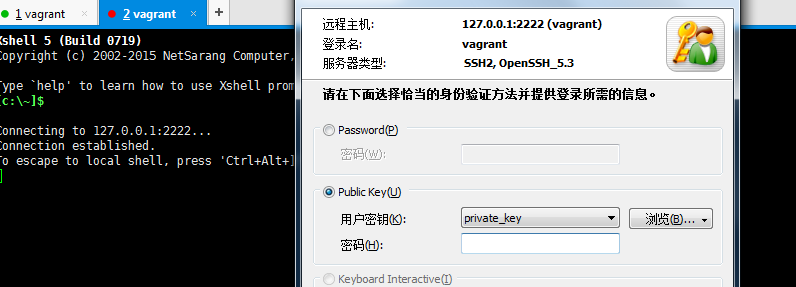 1 vagrant × 2 vagrant × +
Xshell 5 (Build 0719)
Copyright (c) 2002-2015 NetSarang Computer,
Type `help' to learn how to use Xshell prom
[c:\~]$
Connecting to 127.0.0.1:2222...
Connection established.
To escape to local shell, press 'Ctrl+Alt+]
远程主机: 127.0.0.1:2222 (vagrant)
登录名: vagrant
服务器类型: SSH2, OpenSSH_5.3
请在下面选择恰当的身份验证方法并提供登录所需的信息。
Password(P)
密码(W):
Public Key(U)
用户密钥(K): private_key 浏览(B)...
密码(H):
Keyboard Interactive(I)